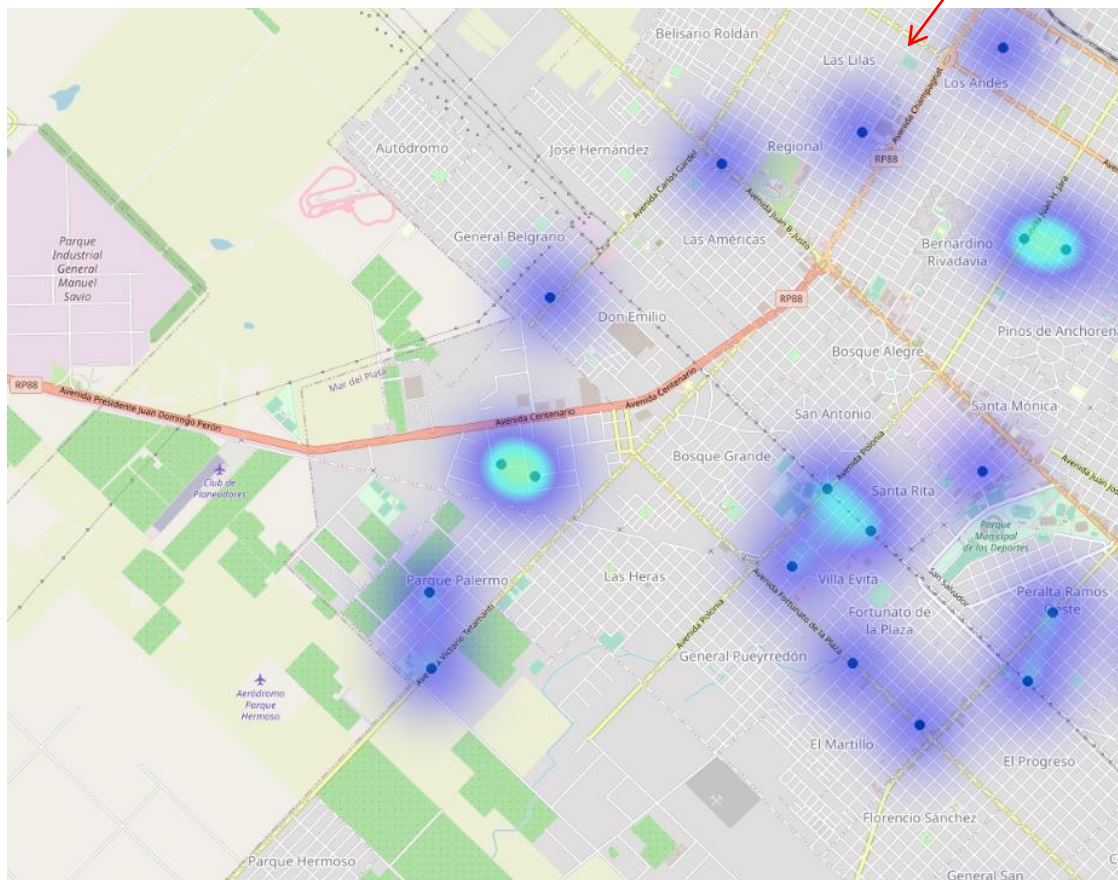 Belisario Roldán
Las Lilas
Los Andes
Avenida Champagnat
Autódromo
José Hernández
Regional
RP88
Avenida Carlos Gardel
Avenida Juan B. Justo
General Belgrano
Las Américas
Bernardino
Rivadavia
Parque
Industrial
General
Manuel
Savio
RP88
Don Emilio
Pinos de Anchoren
Bosque Alegre
Mar del Plata
RP88
Avenida Presidente Juan Domingo Perón
Avenida Centenario
Avenida Centenario
San Antonio
Santa Mónica
Avenida Polonia
Bosque Grande
Avenida Juan Jos
Club de
Planeadores
Santa Rita
Parque
Municipal
de los Deportes
Parque Palermo
Las Heras
Villa Evita
San Salvador
Peralta Ramos
Oeste
Avenida Fortunato de la Plaza
Fortunato de
la Plaza
Avenida Polonia
General Pueyrredón
Aeródromo
Parque
Hermoso
El Martillo
El Progreso
Florencio Sánchez
Parque Hermoso
General San